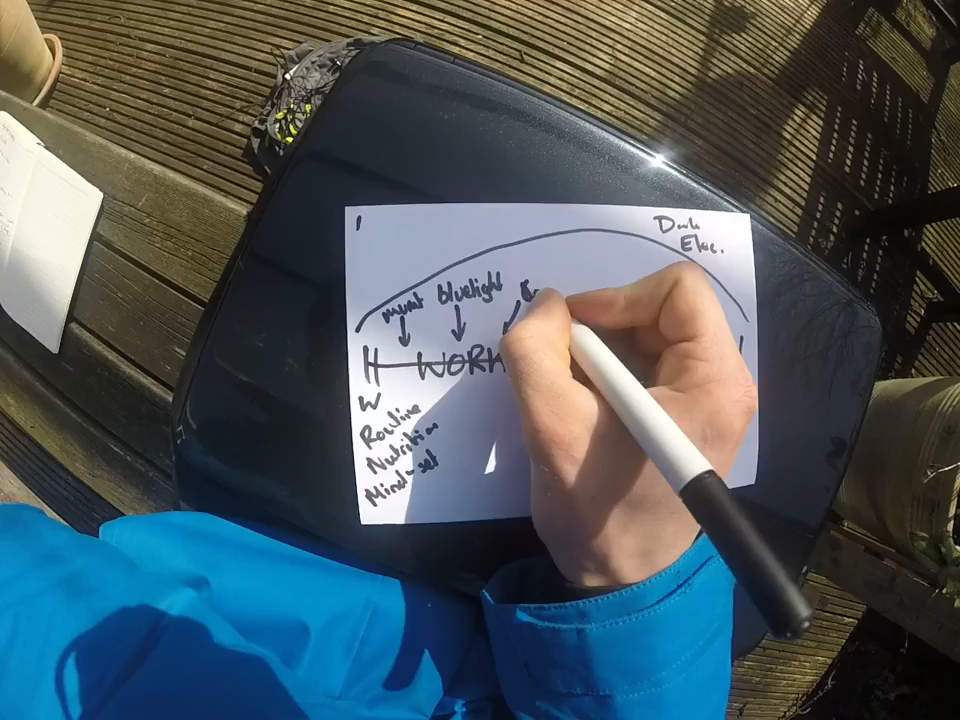 1
Dark
Elec.
mgmt bluelight
H WORK
W
Routine
Nutrition
Mind-set